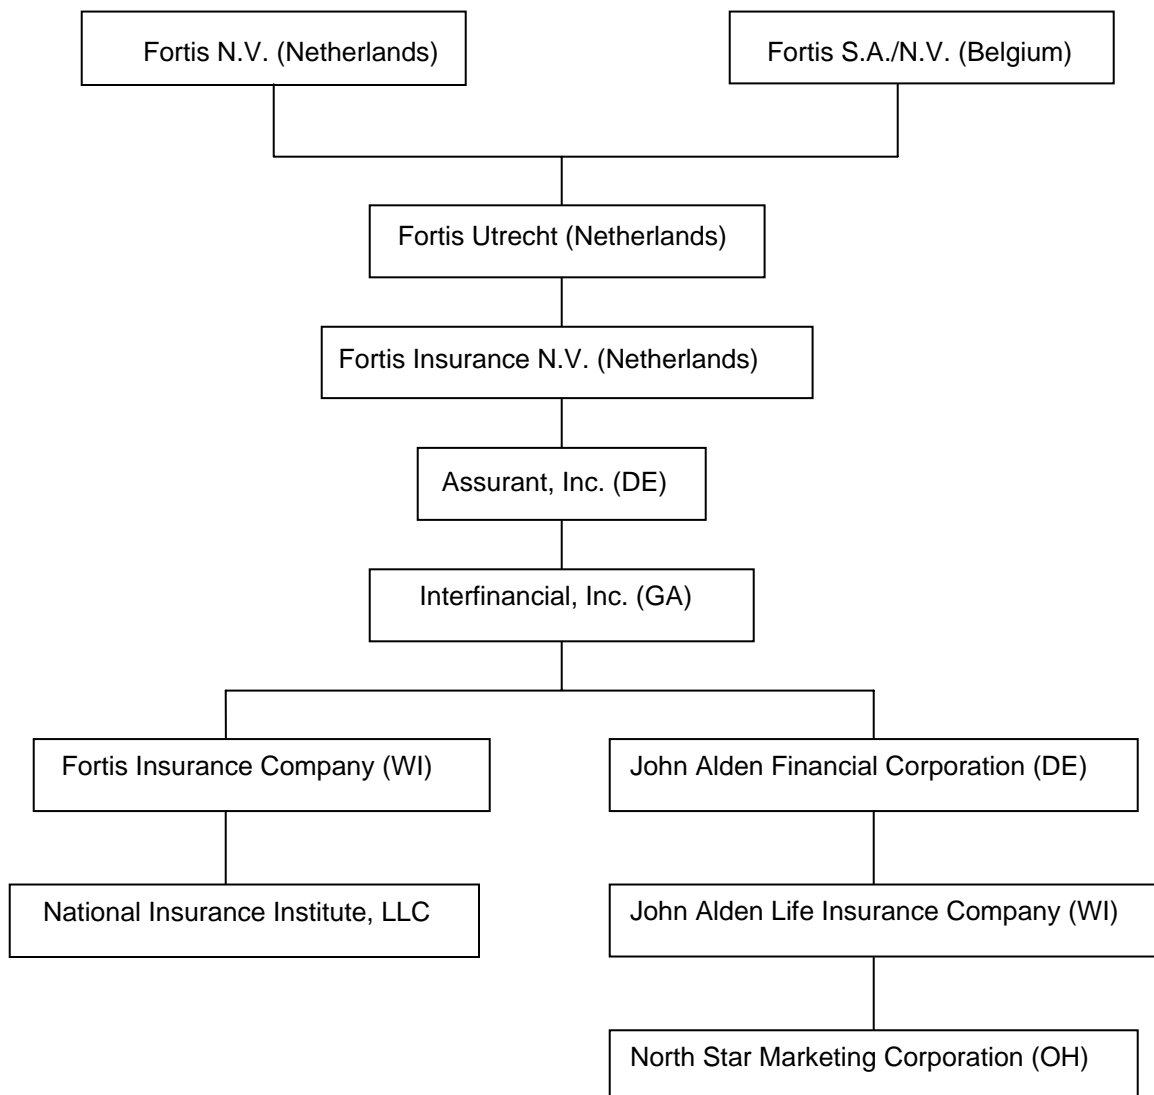 Fortis N.V. (Netherlands)
Fortis S.A./N.V. (Belgium)
Fortis Utrecht (Netherlands)
Fortis Insurance N.V. (Netherlands)
Assurant, Inc. (DE)
Interfinancial, Inc. (GA)
Fortis Insurance Company (WI)
John Alden Financial Corporation (DE)
National Insurance Institute, LLC
John Alden Life Insurance Company (WI)
North Star Marketing Corporation (OH)